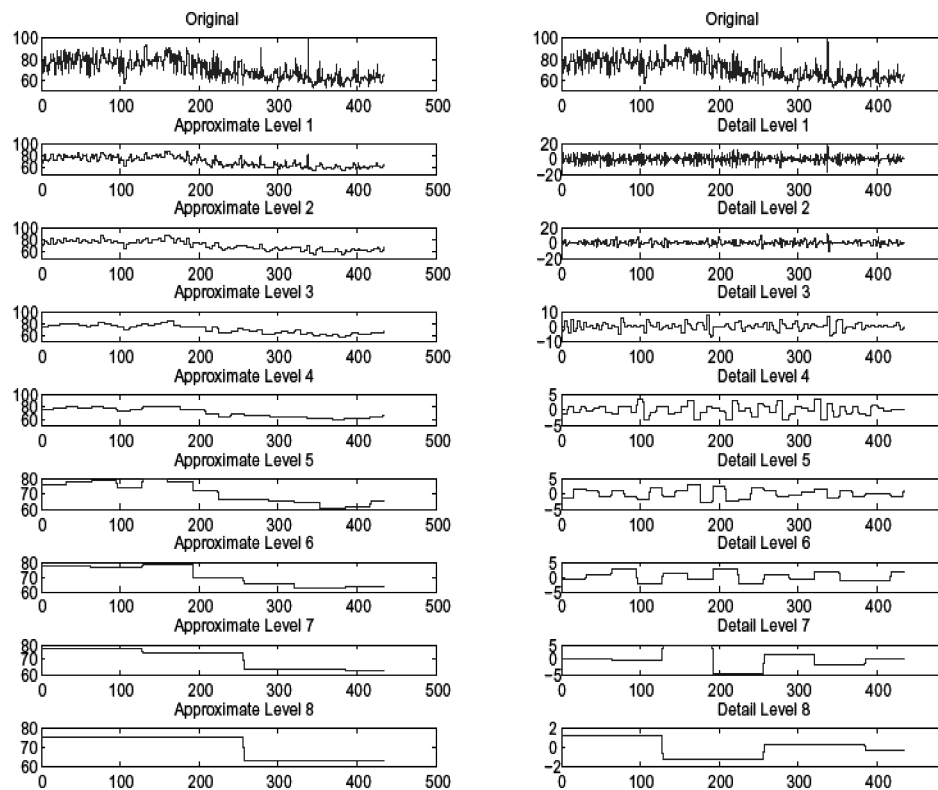 Original
100
80
60
0 100 200 300 400 500
Approximate Level 1
100
80
60
0 100 200 300 400 500
Approximate Level 2
100
80
60
0 100 200 300 400 500
Approximate Level 3
100
80
60
0 100 200 300 400 500
Approximate Level 4
100
80
60
0 100 200 300 400 500
Approximate Level 5
80
70
60
0 100 200 300 400 500
Approximate Level 6
80
70
60
0 100 200 300 400 500
Approximate Level 7
80
70
60
0 100 200 300 400 500
Approximate Level 8
80
70
60
0 100 200 300 400 500
Original
100
80
60
0 100 200 300 400
Detail Level 1
20
0
−20
0 100 200 300 400
Detail Level 2
20
0
−20
0 100 200 300 400
Detail Level 3
10
0
−10
0 100 200 300 400
Detail Level 4
5
0
−5
0 100 200 300 400
Detail Level 5
5
0
−5
0 100 200 300 400
Detail Level 6
5
0
−5
0 100 200 300 400
Detail Level 7
5
0
−5
0 100 200 300 400
Detail Level 8
2
0
−2
0 100 200 300 400